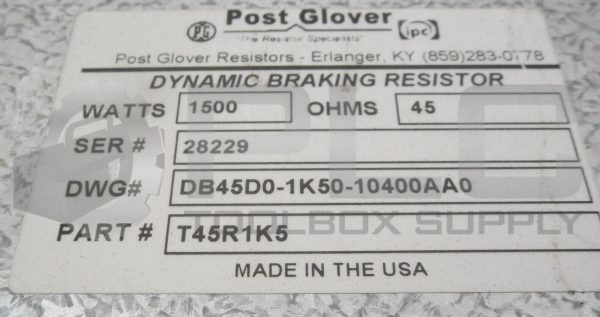 PG Post Glover ipc
"The Resistor Specialists"
Post Glover Resistors - Erlanger, KY (859)283-0778
DYNAMIC BRAKING RESISTOR
WATTS 1500 OHMS 45
SER # 28229
DWG# DB45D0-1K50-10400AA0
PART # T45R1K5
MADE IN THE USA
PLC
TOOLBOX SUPPLY